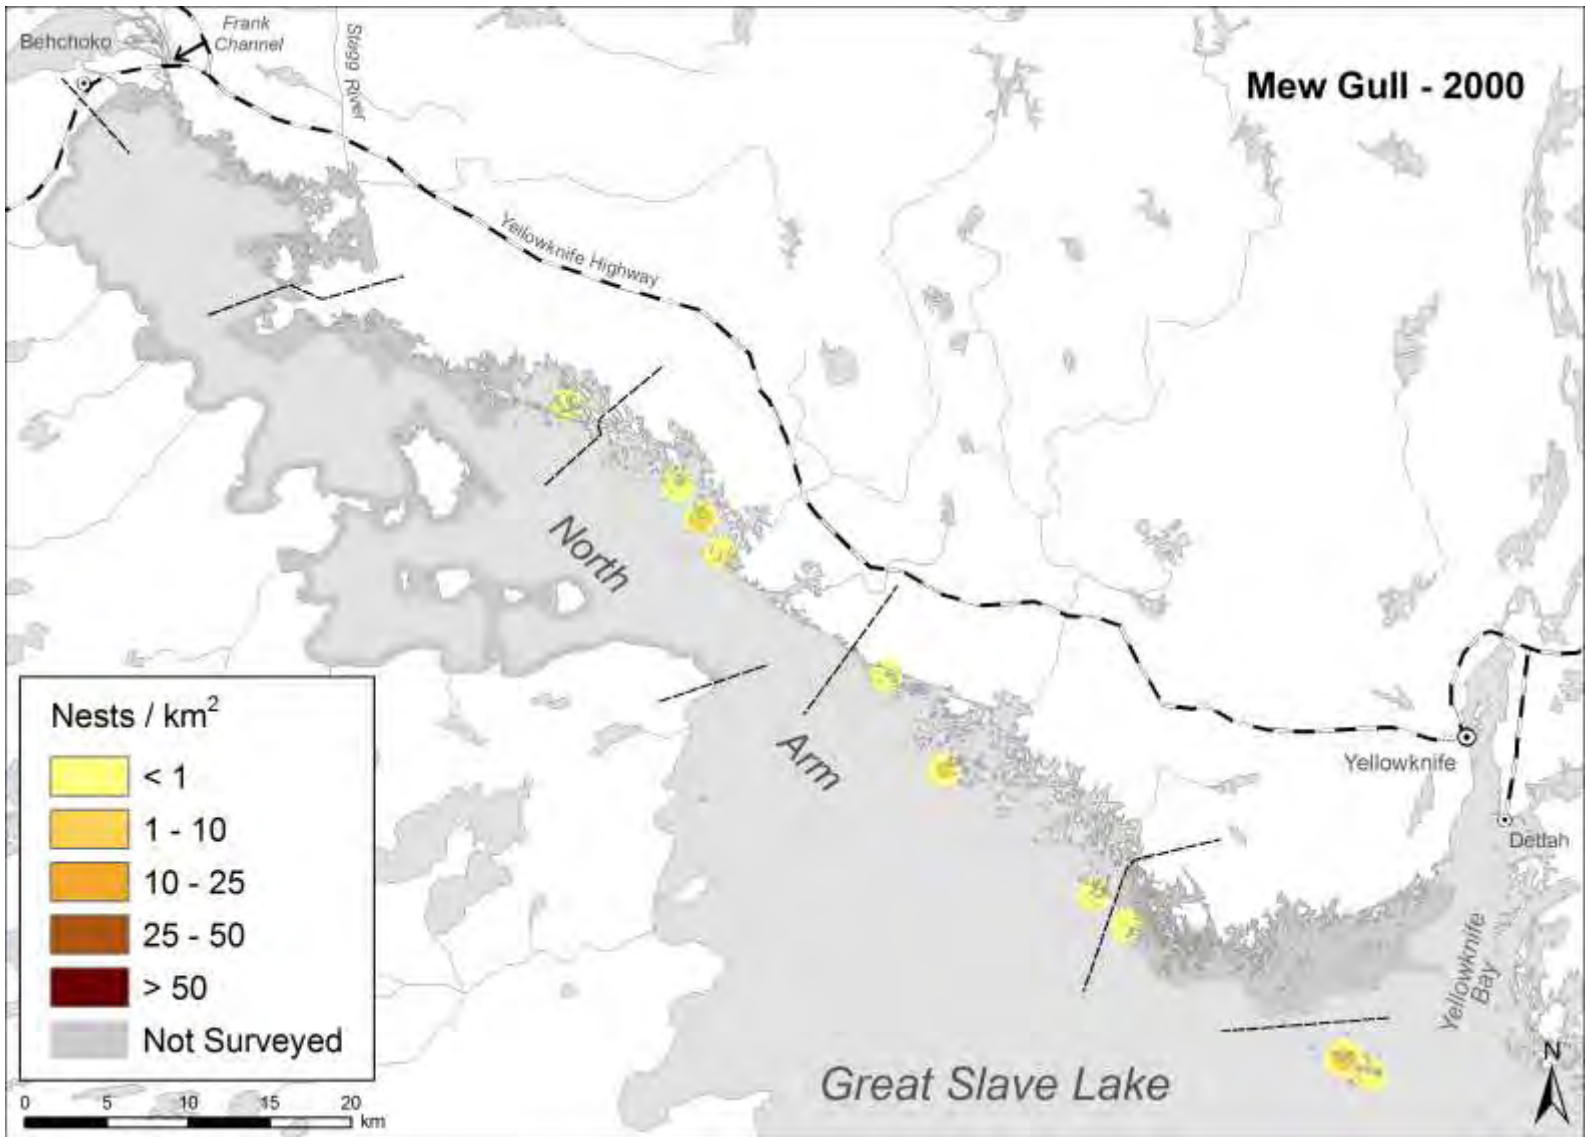 Behchoko
Frank
Channel
Stagg River
Mew Gull - 2000
Yellowknife Highway
North
Arm
Nests / km²
< 1
1 - 10
10 - 25
25 - 50
> 50
Not Surveyed
Yellowknife
Dettah
Yellowknife
Bay
Great Slave Lake
N
0 5 10 15 20
km